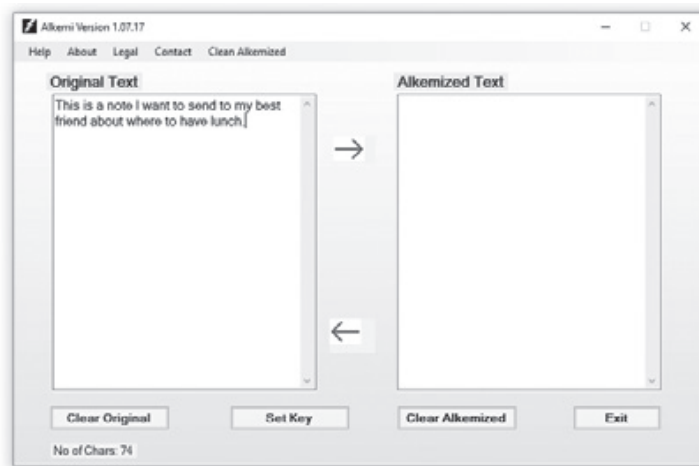 Alkemi Version 1.07.17
Help About Legal Contact Clean Alkemized
Original Text
Alkemized Text
This is a note I want to send to my best
friend about where to have lunch.
Clear Original
Set Key
Clear Alkemized
Exit
No of Chars: 74